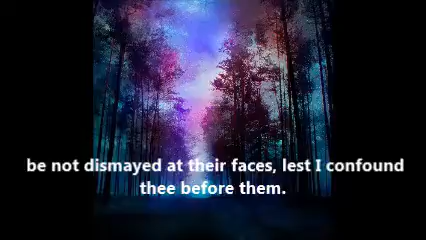 be not dismayed at their faces, lest I confound
thee before them.